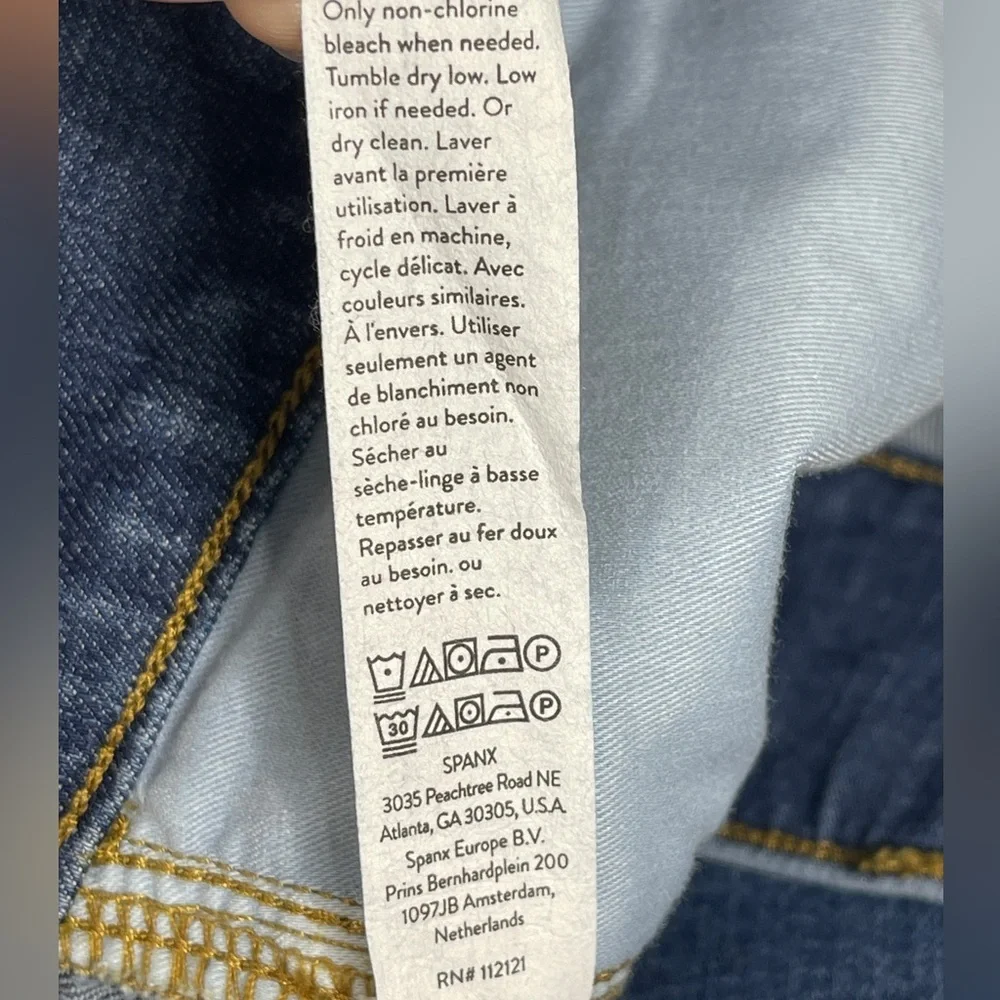 Only non-chlorine
bleach when needed.
Tumble dry low. Low
iron if needed. Or
dry clean. Laver
avant la première
utilisation. Laver à
froid en machine,
cycle délicat. Avec
couleurs similaires.
À l'envers. Utiliser
seulement un agent
de blanchiment non
chloré au besoin.
Sécher au
sèche-linge à basse
température.
Repasser au fer doux
au besoin. ou
nettoyer à sec.
P
30 P
SPANX
3035 Peachtree Road NE
Atlanta, GA 30305, U.S.A.
Spanx Europe B.V.
Prins Bernhardplein 200
1097JB Amsterdam,
Netherlands
RN# 112121